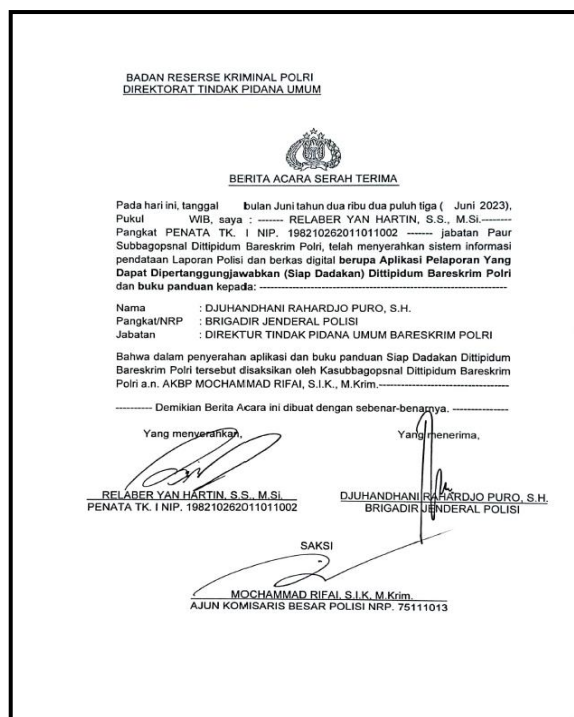 BADAN RESERSE KRIMINAL POLRI
DIREKTORAT TINDAK PIDANA UMUM
BERITA ACARA SERAH TERIMA
Pada hari ini, tanggal bulan Juni tahun dua ribu dua puluh tiga ( Juni 2023),
Pukul WIB, saya : ------- RELABER YAN HARTIN, S.S., M.Si.--------
Pangkat PENATA TK. I NIP. 198210262011011002 ------- jabatan Paur
Subbagopsnal Dittipidum Bareskrim Polri, telah menyerahkan sistem informasi
pendataan Laporan Polisi dan berkas digital berupa Aplikasi Pelaporan Yang
Dapat Dipertanggungjawabkan (Siap Dadakan) Dittipidum Bareskrim Polri
dan buku panduan kepada: ---------------------------------------------------------
Nama : DJUHANDHANI RAHARDJO PURO, S.H.
Pangkat/NRP : BRIGADIR JENDERAL POLISI
Jabatan : DIREKTUR TINDAK PIDANA UMUM BARESKRIM POLRI
Bahwa dalam penyerahan aplikasi dan buku panduan Siap Dadakan Dittipidum
Bareskrim Polri tersebut disaksikan oleh Kasubbagopsnal Dittipidum Bareskrim
Polri a.n. AKBP MOCHAMMAD RIFAI, S.I.K., M.Krim.----------------------------------
---------- Demikian Berita Acara ini dibuat dengan sebenar-benarnya. ---------------
Yang menyerahkan, Yang menerima,
RELABER YAN HARTIN, S.S., M.Si. DJUHANDHANI RAHARDJO PURO, S.H.
PENATA TK. I NIP. 198210262011011002 BRIGADIR JENDERAL POLISI
SAKSI
MOCHAMMAD RIFAI, S.I.K, M.Krim.
AJUN KOMISARIS BESAR POLISI NRP. 75111013